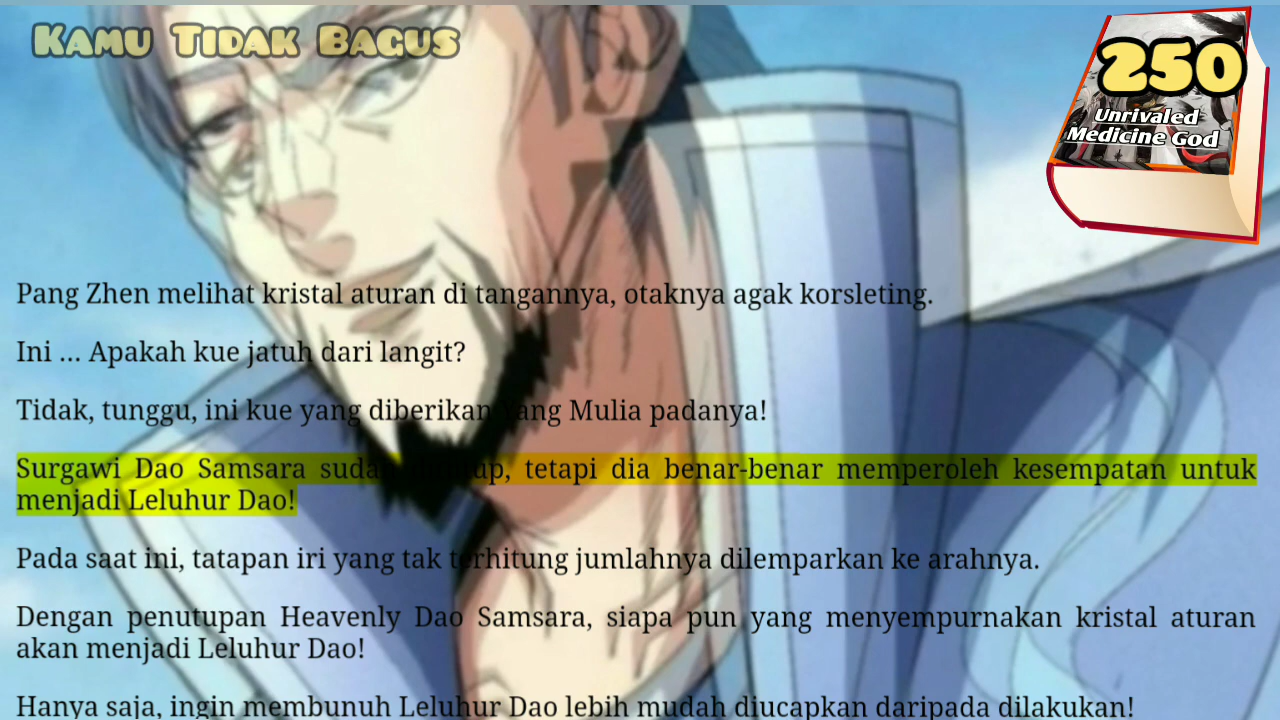 Kamu Tidak Bagus
250
Unrivaled
Medicine God
Pang Zhen melihat kristal aturan di tangannya, otaknya agak korsleting.
Ini ... Apakah kue jatuh dari langit?
Tidak, tunggu, ini kue yang diberikan Yang Mulia padanya!
Surgawi Dao Samsara sudah ditutup, tetapi dia benar-benar memperoleh kesempatan untuk
menjadi Leluhur Dao!
Pada saat ini, tatapan iri yang tak terhitung jumlahnya dilemparkan ke arahnya.
Dengan penutupan Heavenly Dao Samsara, siapa pun yang menyempurnakan kristal aturan
akan menjadi Leluhur Dao!
Hanya saja, ingin membunuh Leluhur Dao lebih mudah diucapkan daripada dilakukan!